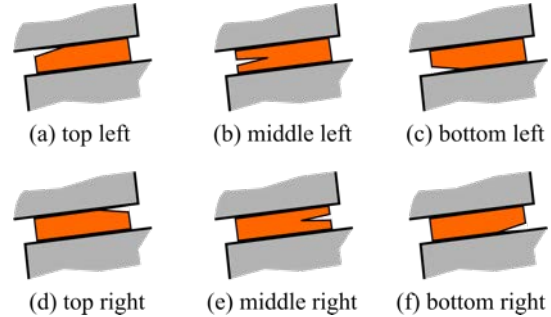 (a) top left
(b) middle left
(c) bottom left
(d) top right
(e) middle right
(f) bottom right